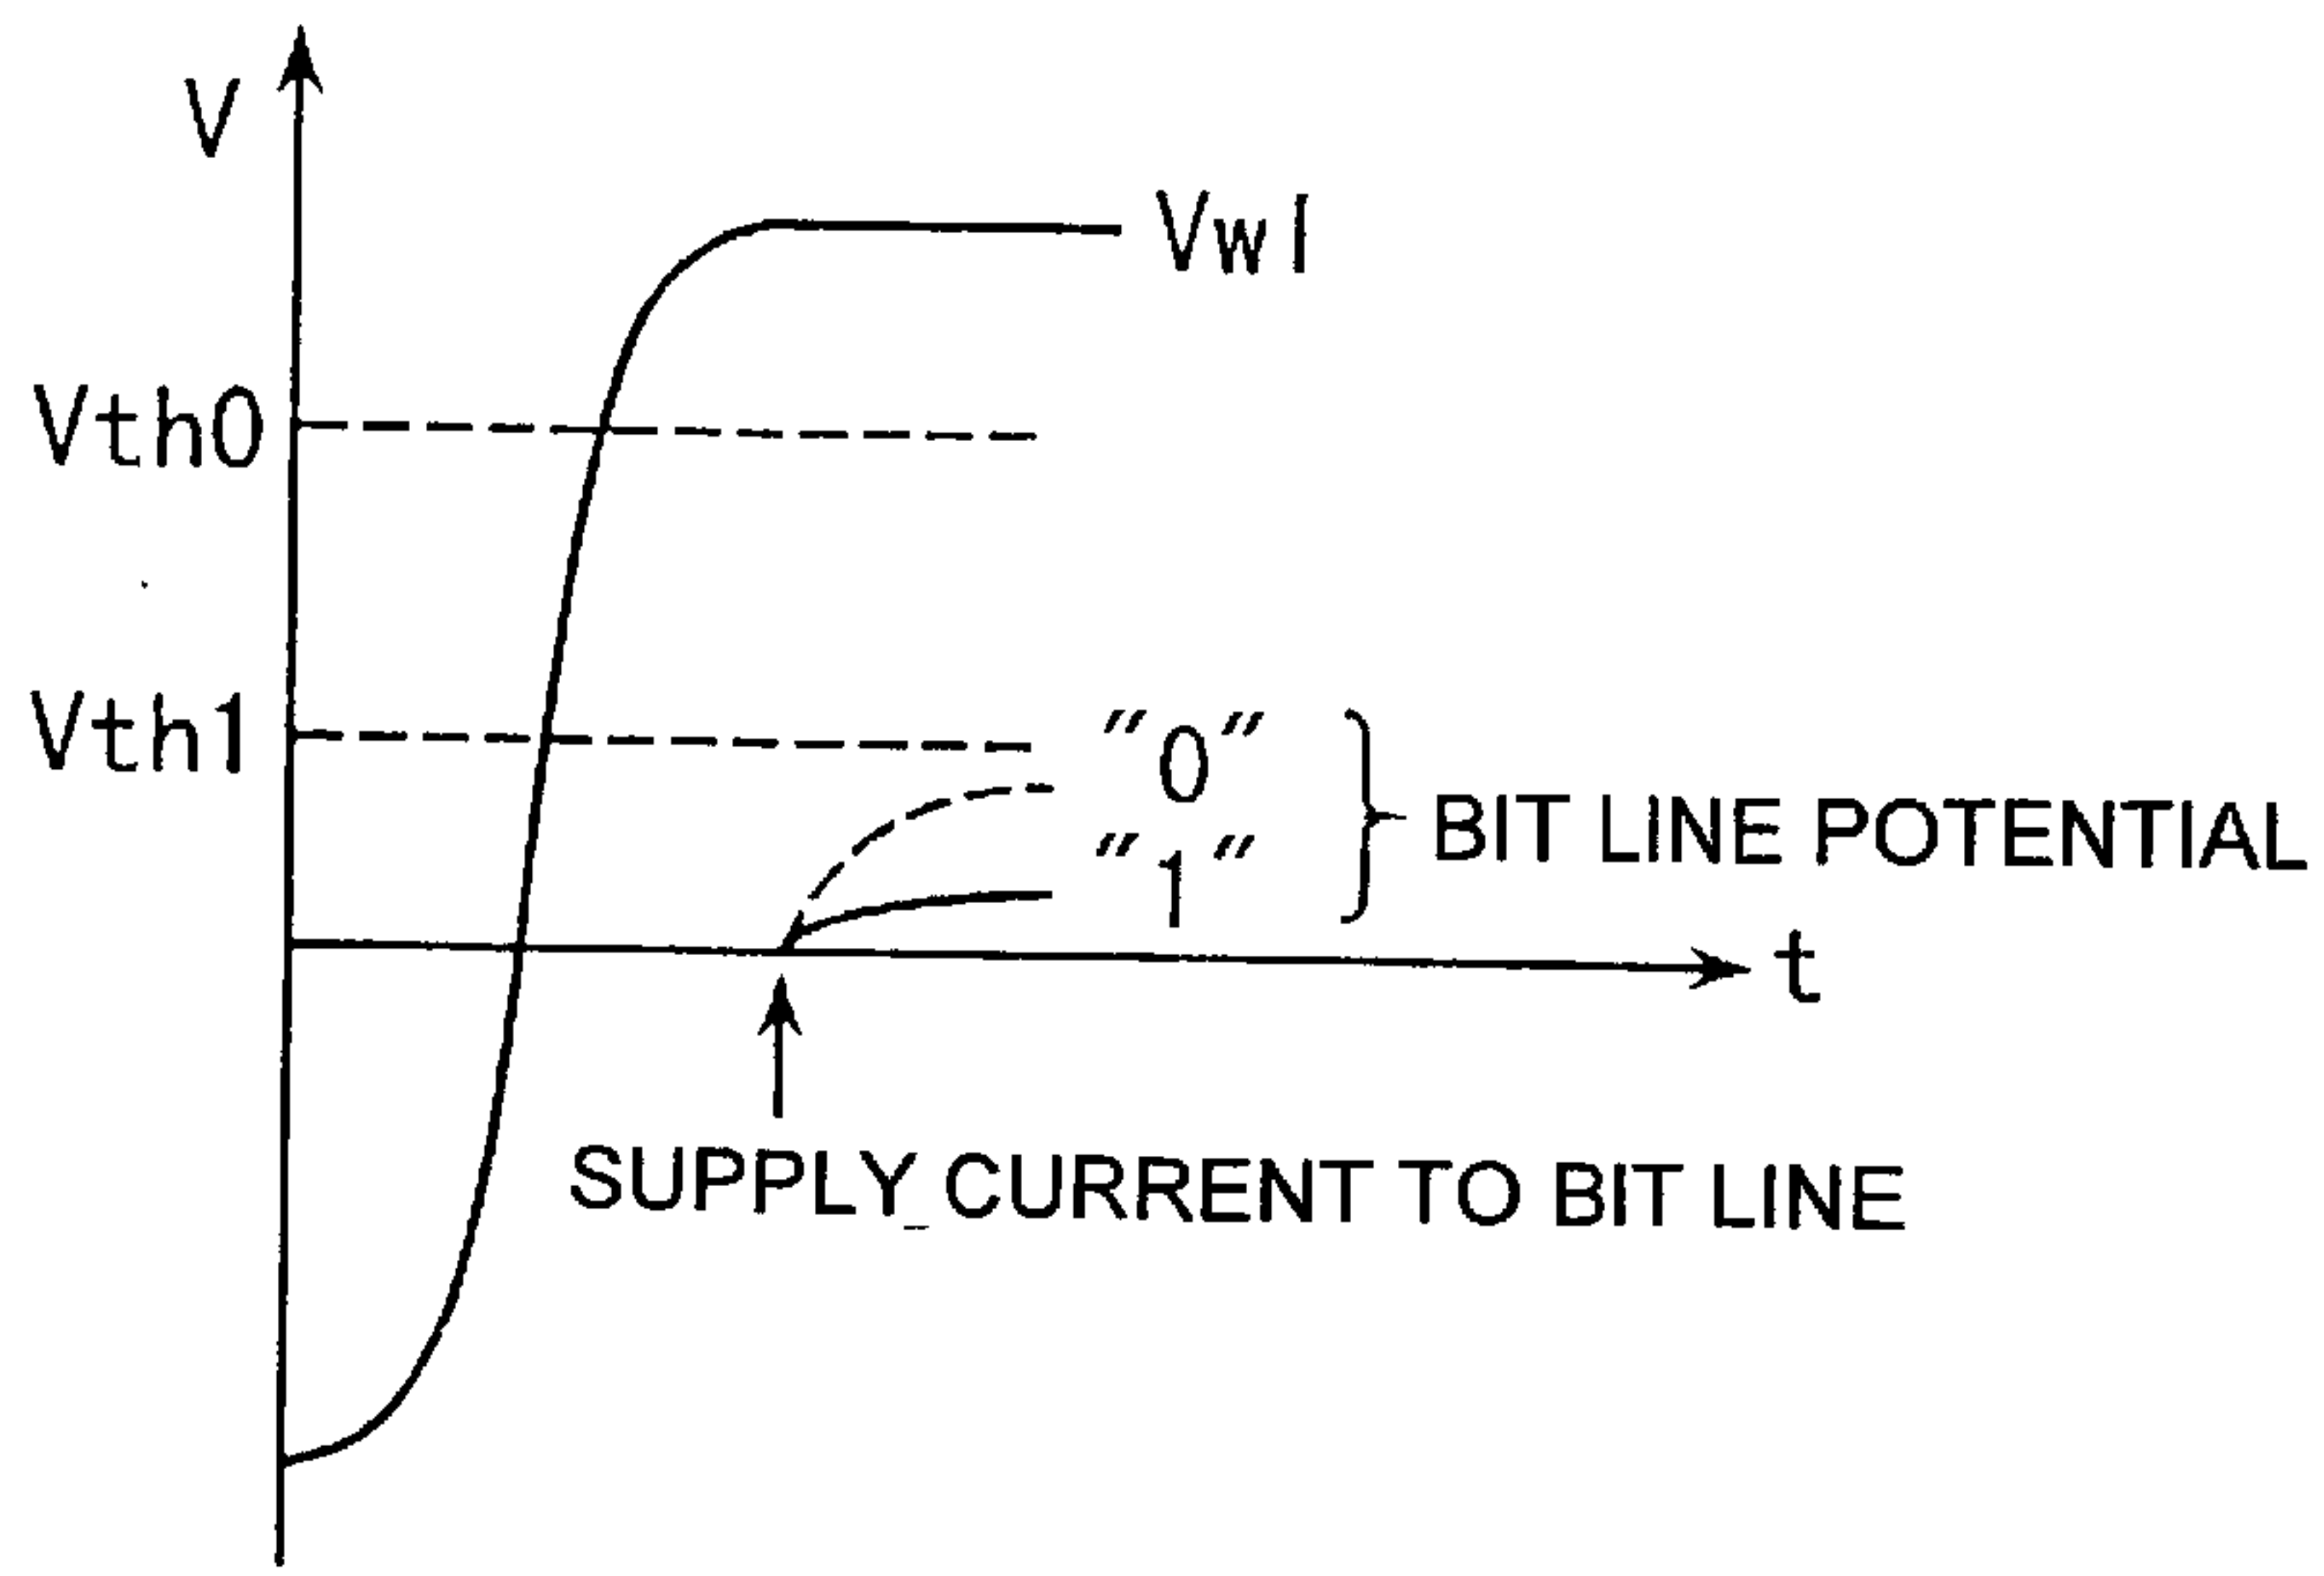 V
Vwl
Vth0
Vth1
"0"
"1"
BIT LINE POTENTIAL
t
SUPPLY CURRENT TO BIT LINE